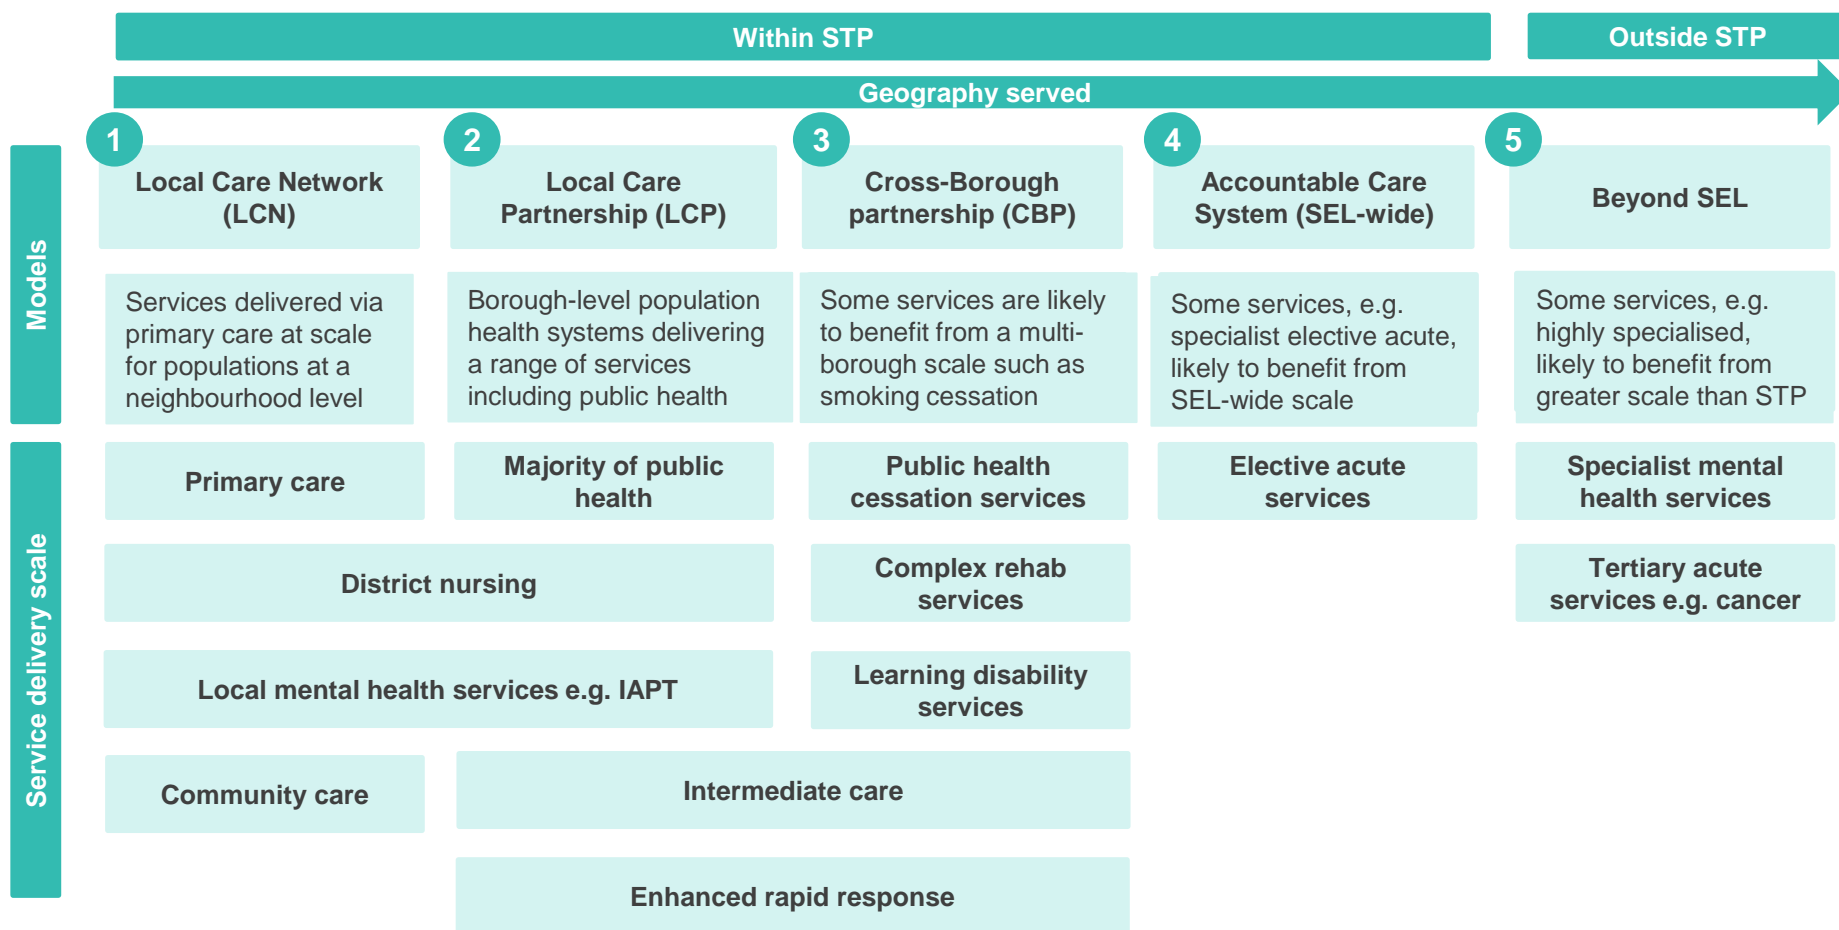 Within STP
Outside STP
Geography served
1
2
3
4
5
Models
Local Care Network
(LCN)
Local Care
Partnership (LCP)
Cross-Borough
partnership (CBP)
Accountable Care
System (SEL-wide)
Beyond SEL
Services delivered via
primary care at scale
for populations at a
neighbourhood level
Borough-level population
health systems delivering
a range of services
including public health
Some services are likely
to benefit from a multi-
borough scale such as
smoking cessation
Some services, e.g.
specialist elective acute,
likely to benefit from
SEL-wide scale
Some services, e.g.
highly specialised,
likely to benefit from
greater scale than STP
Service delivery scale
Primary care
Majority of public
health
Public health
cessation services
Elective acute
services
Specialist mental
health services
District nursing
Complex rehab
services
Tertiary acute
services e.g. cancer
Local mental health services e.g. IAPT
Learning disability
services
Community care
Intermediate care
Enhanced rapid response